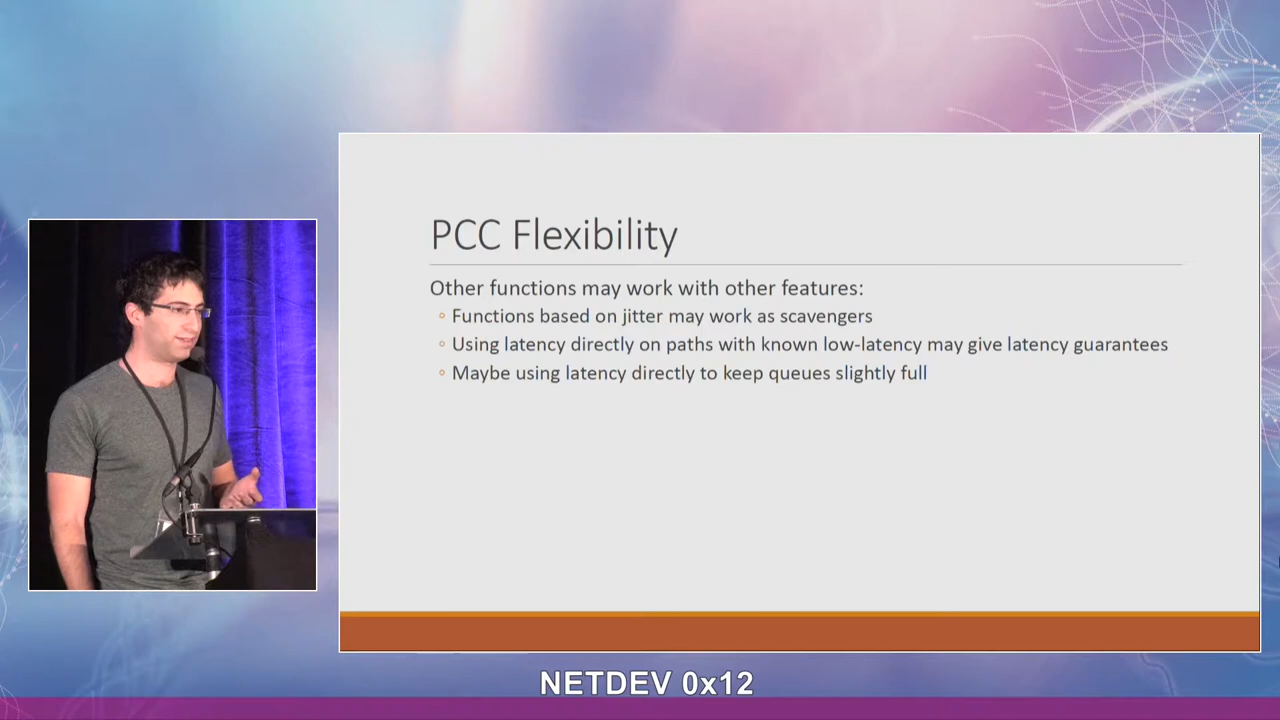 PCC Flexibility
Other functions may work with other features:
◦ Functions based on jitter may work as scavengers
◦ Using latency directly on paths with known low-latency may give latency guarantees
◦ Maybe using latency directly to keep queues slightly full
NETDEV 0x12